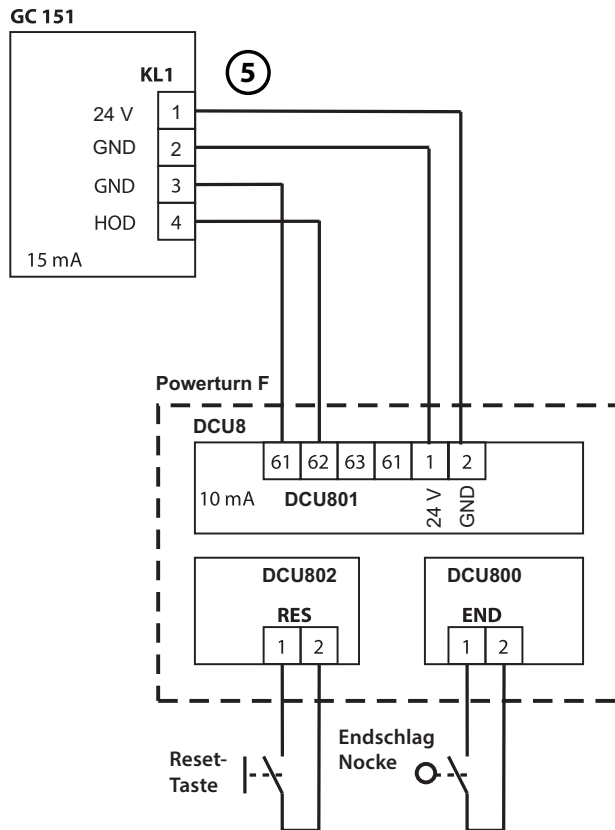 GC 151
KL1
5
24 V 1
GND 2
GND 3
HOD 4
15 mA
Powerturn F
DCU8
61 62 63 61 1 2
10 mA DCU801 24 V GND
DCU802
RES
1 2
DCU800
END
1 2
Reset-
Taste
Endschlag
Nocke